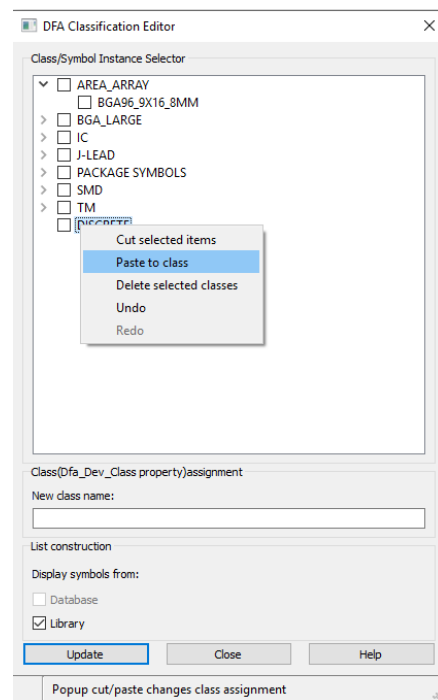 DFA Classification Editor
Class/Symbol Instance Selector
AREA_ARRAY
BGA96_9X16_8MM
BGA_LARGE
IC
J-LEAD
PACKAGE SYMBOLS
SMD
TM
DISCRETE
Cut selected items
Paste to class
Delete selected classes
Undo
Redo
Class(Dfa_Dev_Class property)assignment
New class name:
List construction
Display symbols from:
Database
Library
Update Close Help
Popup cut/paste changes class assignment